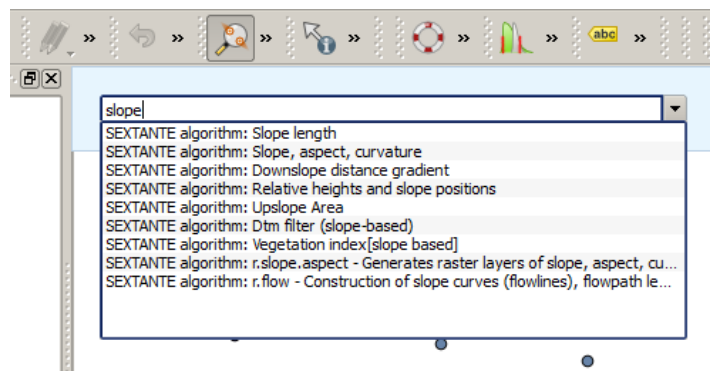 » » » » » » abc »
slope
SEXTANTE algorithm: Slope length
SEXTANTE algorithm: Slope, aspect, curvature
SEXTANTE algorithm: Downslope distance gradient
SEXTANTE algorithm: Relative heights and slope positions
SEXTANTE algorithm: Upslope Area
SEXTANTE algorithm: Dtm filter (slope-based)
SEXTANTE algorithm: Vegetation index[slope based]
SEXTANTE algorithm: r.slope.aspect - Generates raster layers of slope, aspect, cu...
SEXTANTE algorithm: r.flow - Construction of slope curves (flowlines), flowpath le...